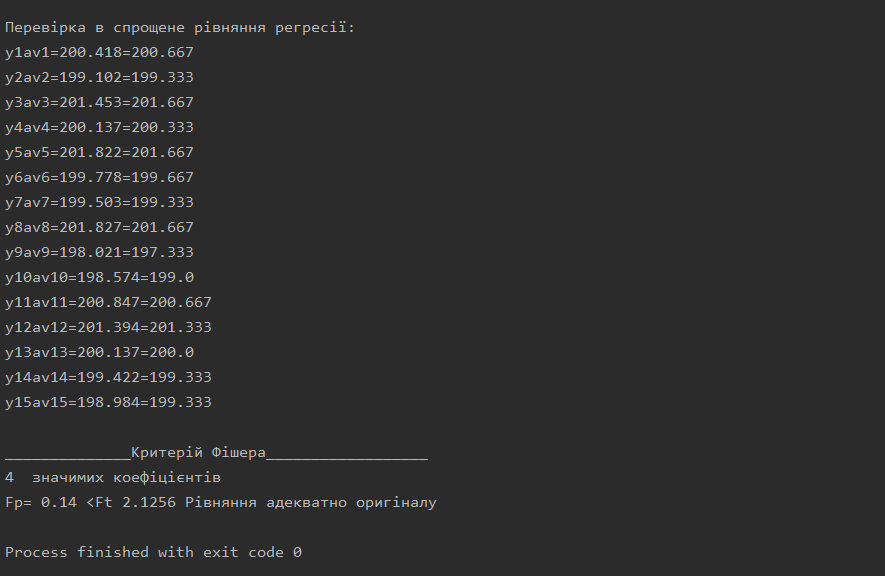 Перевірка в спрощене рівняння регресії:
y1av1=200.418=200.667
y2av2=199.102=199.333
y3av3=201.453=201.667
y4av4=200.137=200.333
y5av5=201.822=201.667
y6av6=199.778=199.667
y7av7=199.503=199.333
y8av8=201.827=201.667
y9av9=198.021=197.333
y10av10=198.574=199.0
y11av11=200.847=200.667
y12av12=201.394=201.333
y13av13=200.137=200.0
y14av14=199.422=199.333
y15av15=198.984=199.333
______________Критерій Фішера__________________
4  значимих коефіцієнтів
Fp= 0.14 <Ft 2.1256 Рівняння адекватно оригіналу
Process finished with exit code 0